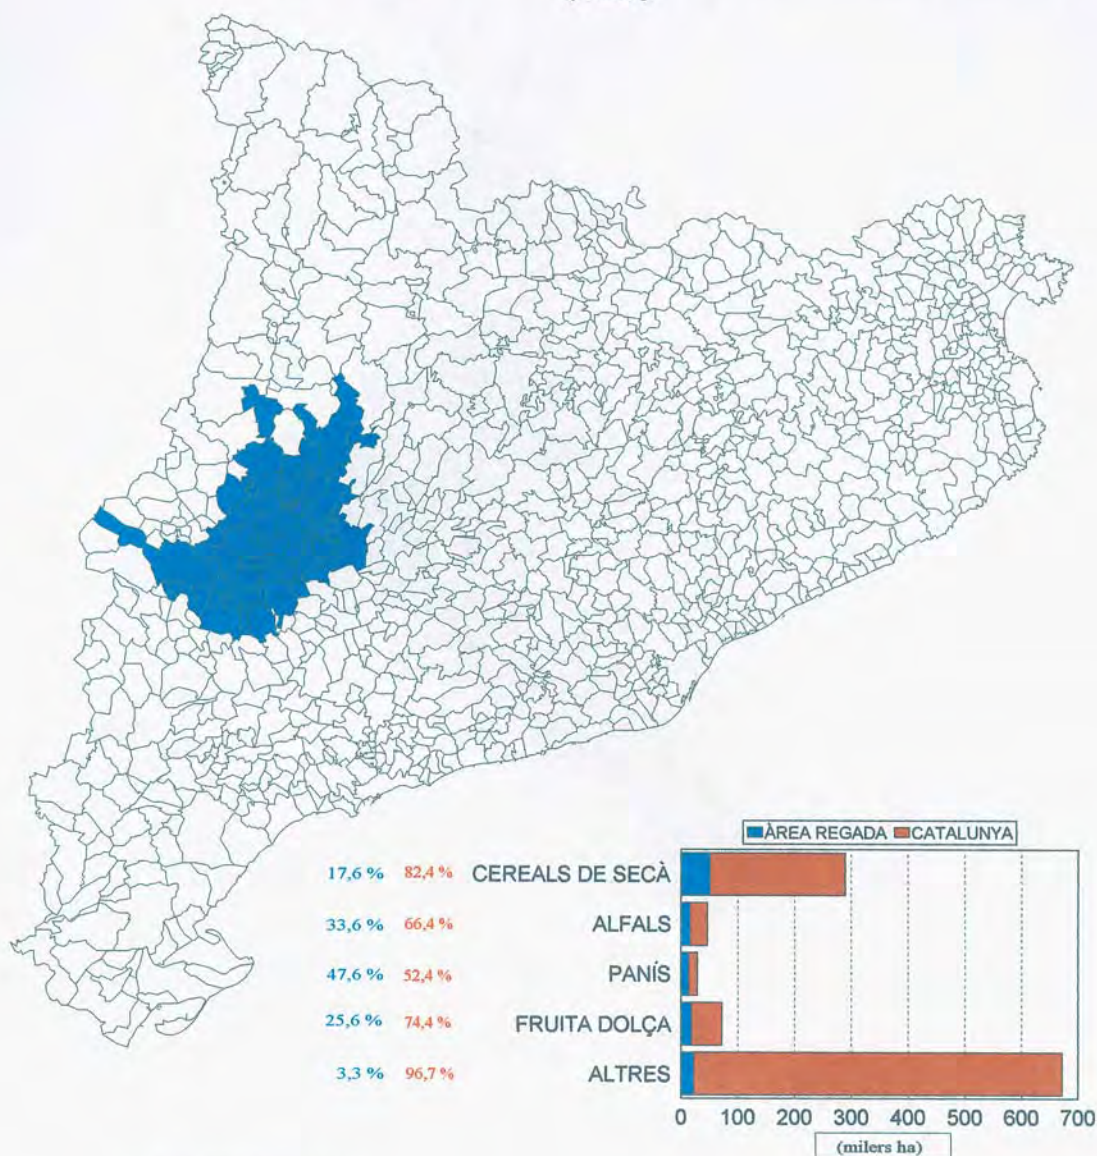 ÀREA REGADA CATALUNYA
17,6 % 82,4 % CEREALS DE SECÀ
33,6 % 66,4 % ALFALS
47,6 % 52,4 % PANÍS
25,6 % 74,4 % FRUITA DOLÇA
3,3 % 96,7 % ALTRES
0 100 200 300 400 500 600 700
(milers ha)